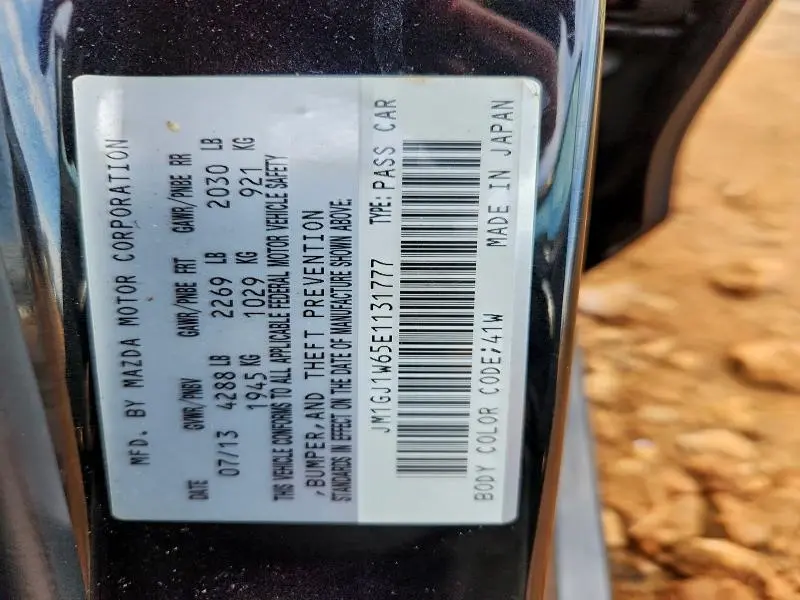 MFD. BY MAZDA MOTOR CORPORATION
DATE GVWR/PNBV GAWR/PNBE FRT GAWR/PNBE RR
07/13 4288 LB 2269 LB 2030 LB
1945 KG 1029 KG 921 KG
THIS VEHICLE CONFORMS TO ALL APPLICABLE FEDERAL MOTOR VEHICLE SAFETY
,BUMPER,AND THEFT PREVENTION
STANDARDS IN EFFECT ON THE DATE OF MANUFACTURE SHOWN ABOVE.
JM1GJ1W65E1131777 TYPE: PASS CAR
BODY COLOR CODE;41W MADE IN JAPAN